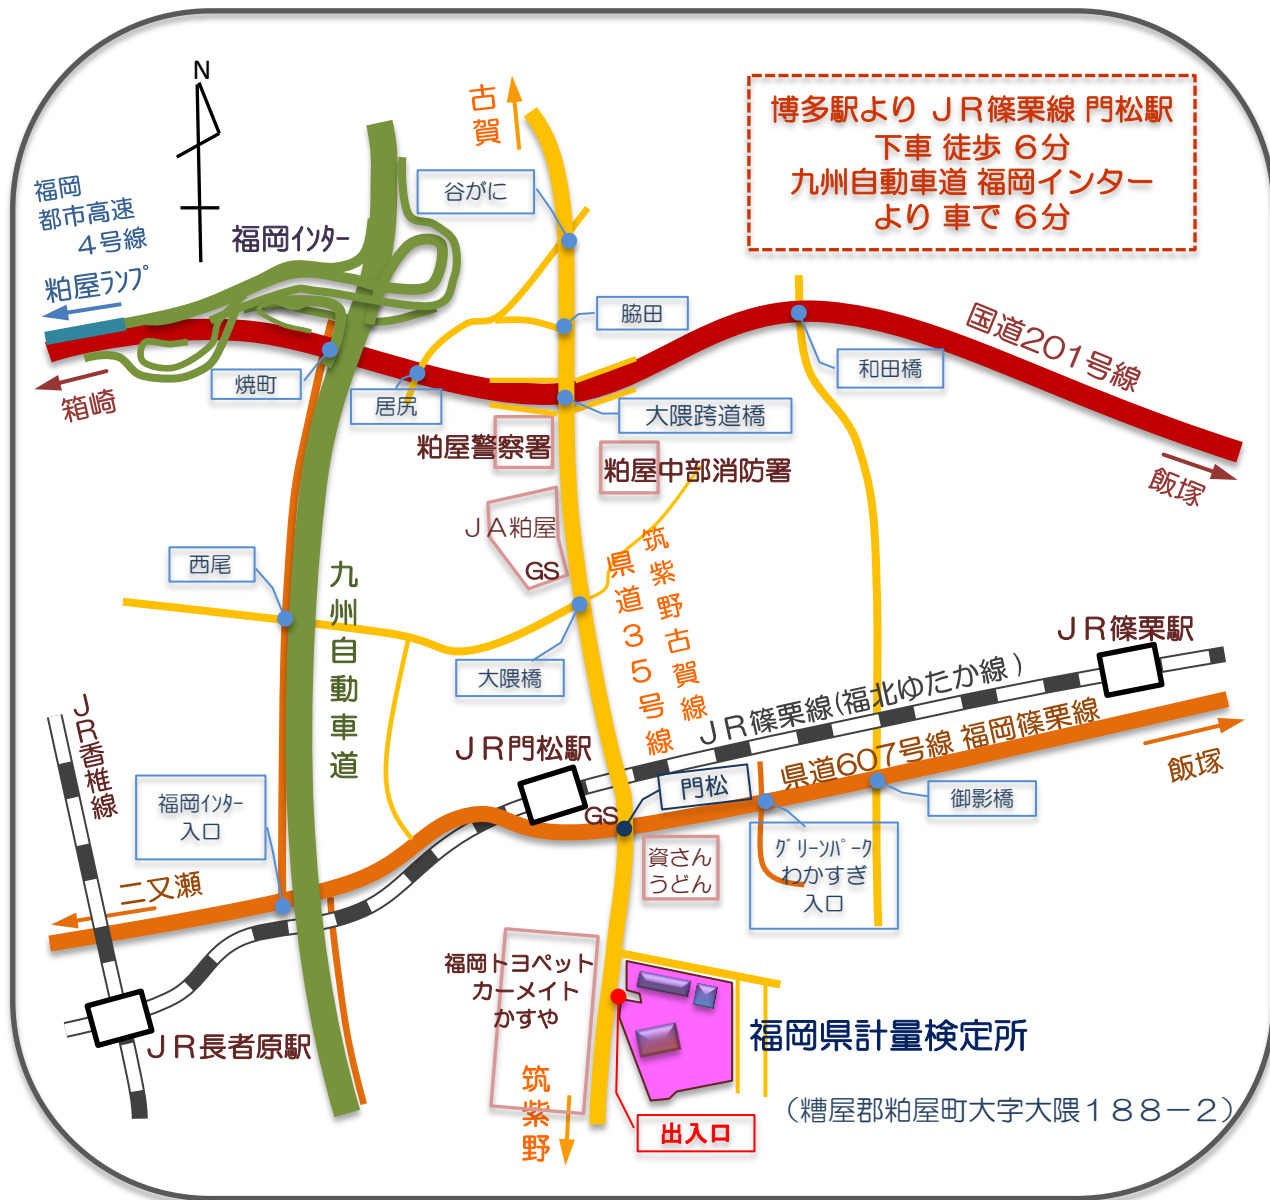 N
古賀
博多駅より ＪＲ篠栗線 門松駅
下車 徒歩 ６分
九州自動車道 福岡インター
より 車で ６分
福岡
都市高速
４号線
粕屋ﾗﾝﾌﾟ
福岡ｲﾝﾀｰ
谷がに
脇田
国道201号線
和田橋
箱崎
焼町
居尻
大隈跨道橋
粕屋警察署
粕屋中部消防署
飯塚
ＪＡ粕屋
GS
西尾
九州自動車道
県道３５号線
筑紫野古賀線
大隈橋
ＪＲ篠栗駅
ＪＲ篠栗線(福北ゆたか線)
ＪＲ香椎線
ＪＲ門松駅
県道607号線 福岡篠栗線
飯塚
門松
御影橋
GS
福岡ｲﾝﾀｰ
入口
資さん
うどん
ｸﾞﾘｰﾝﾊﾟｰｸ
わかすぎ
入口
二又瀬
福岡トヨペット
カーメイト
かすや
ＪＲ長者原駅
福岡県計量検定所
筑紫野
（糟屋郡粕屋町大字大隈１８８－２）
出入口